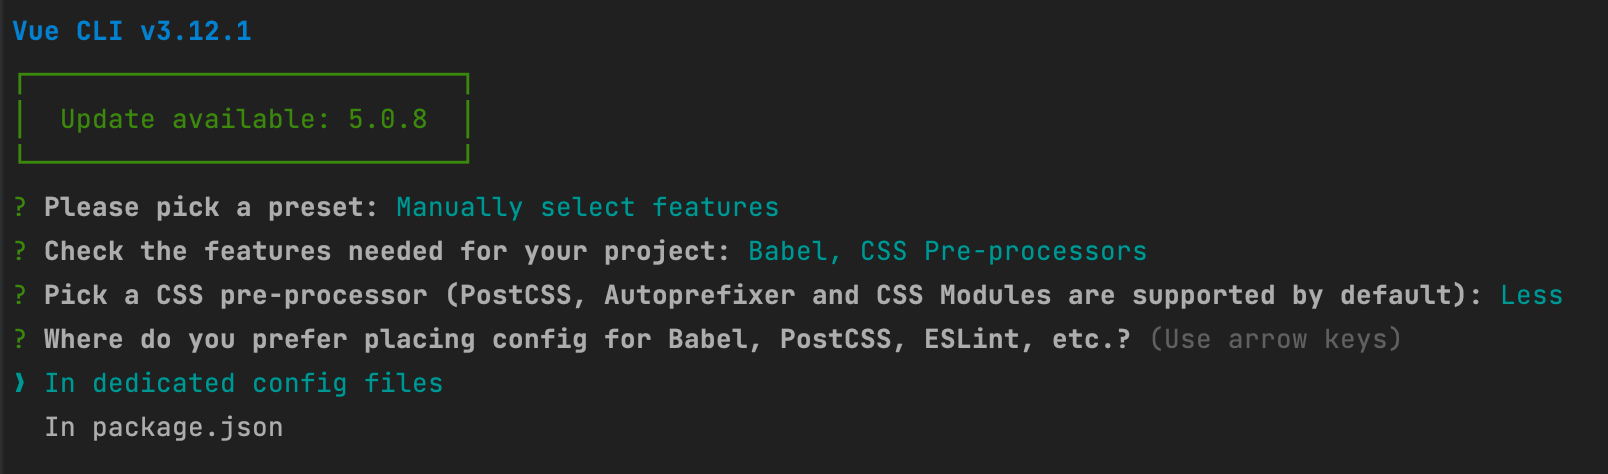 Vue CLI v3.12.1
Update available: 5.0.8
? Please pick a preset: Manually select features
? Check the features needed for your project: Babel, CSS Pre-processors
? Pick a CSS pre-processor (PostCSS, Autoprefixer and CSS Modules are supported by default): Less
? Where do you prefer placing config for Babel, PostCSS, ESLint, etc.? (Use arrow keys)
❯ In dedicated config files
In package.json